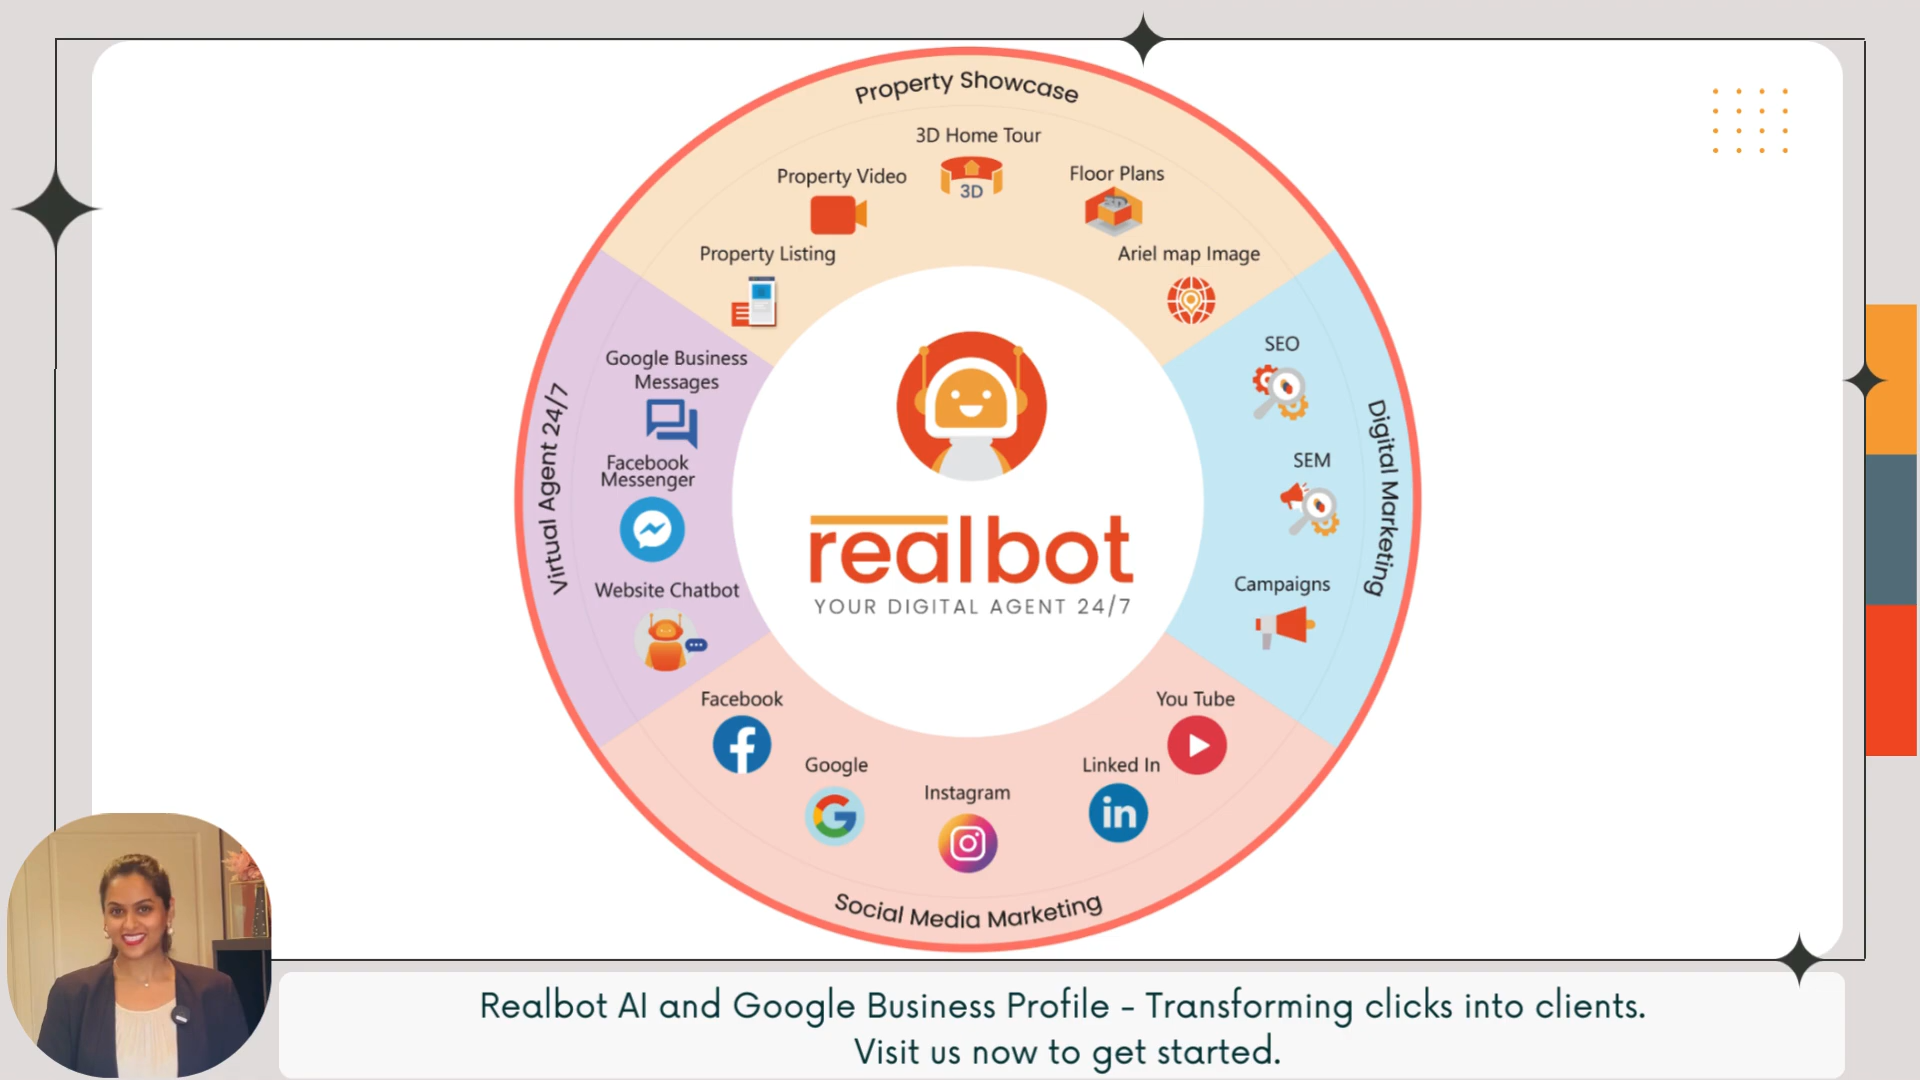 Property Showcase
3D Home Tour
3D
Property Video
Floor Plans
Property Listing
Ariel map Image
Google Business
Messages
Facebook
Messenger
Website Chatbot
Virtual Agent 24/7
SEO
SEM
Campaigns
Digital Marketing
realbot
YOUR DIGITAL AGENT 24/7
Facebook
Google
Instagram
Linked In
in
You Tube
Social Media Marketing
Realbot AI and Google Business Profile - Transforming clicks into clients.
Visit us now to get started.